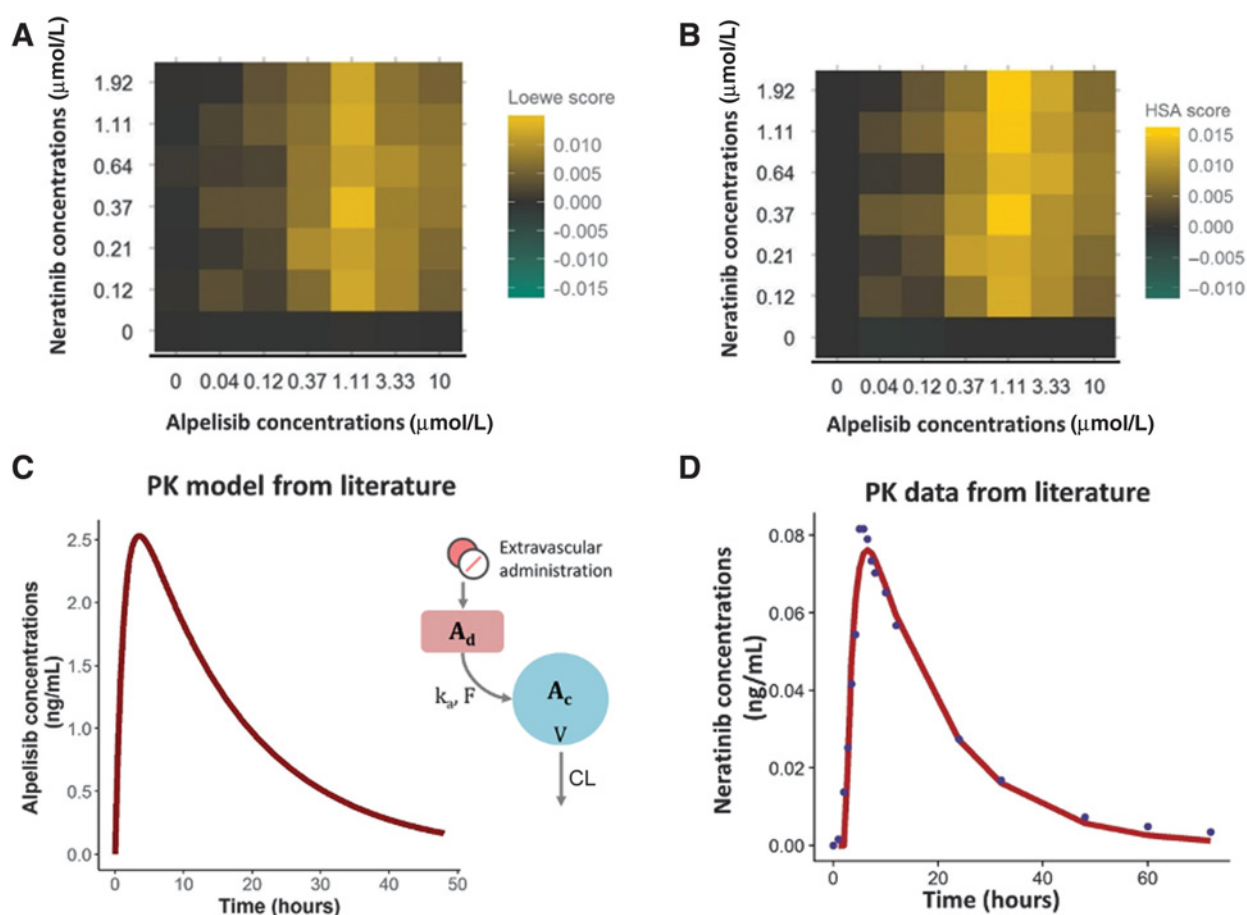 A
Neratinib concentrations (μmol/L)
1.92
1.11
0.64
0.37
0.21
0.12
0
0 0.04 0.12 0.37 1.11 3.33 10
Alpelisib concentrations (μmol/L)
Loewe score
0.010
0.005
0.000
-0.005
-0.010
-0.015
B
Neratinib concentrations (μmol/L)
1.92
1.11
0.64
0.37
0.21
0.12
0
0 0.04 0.12 0.37 1.11 3.33 10
Alpelisib concentrations (μmol/L)
HSA score
0.015
0.010
0.005
0.000
−0.005
−0.010
C
PK model from literature
Alpelisib concentrations
(ng/mL)
2.5
2.0
1.5
1.0
0.5
0.0
0 10 20 30 40 50
Time (hours)
Extravascular
administration
Ad
ka, F
Ac
V
CL
D
PK data from literature
Neratinib concentrations
(ng/mL)
0.08
0.06
0.04
0.02
0.00
0 20 40 60
Time (hours)